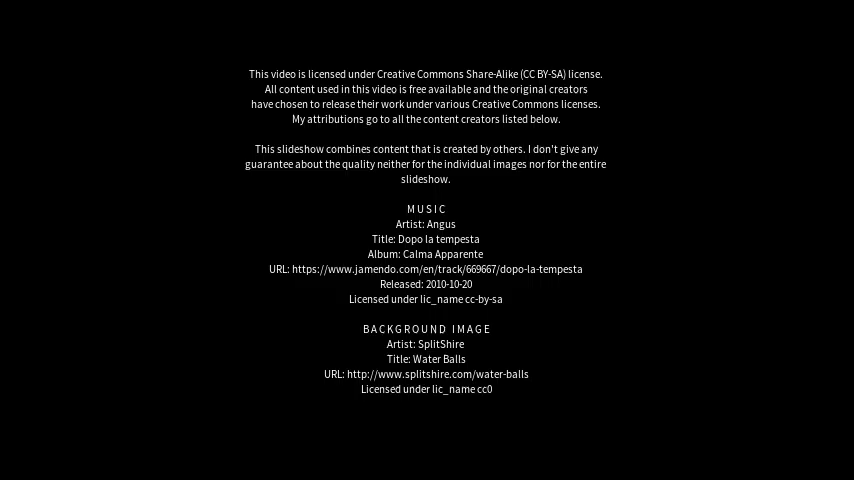 This video is licensed under Creative Commons Share-Alike (CC BY-SA) license.
All content used in this video is free available and the original creators
have chosen to release their work under various Creative Commons licenses.
My attributions go to all the content creators listed below.
This slideshow combines content that is created by others. I don't give any
guarantee about the quality neither for the individual images nor for the entire
slideshow.
MUSIC
Artist: Angus
Title: Dopo la tempesta
Album: Calma Apparente
URL: https://www.jamendo.com/en/track/669667/dopo-la-tempesta
Released: 2010-10-20
Licensed under lic_name cc-by-sa
BACKGROUND IMAGE
Artist: SplitShire
Title: Water Balls
URL: http://www.splitshire.com/water-balls
Licensed under lic_name cc0